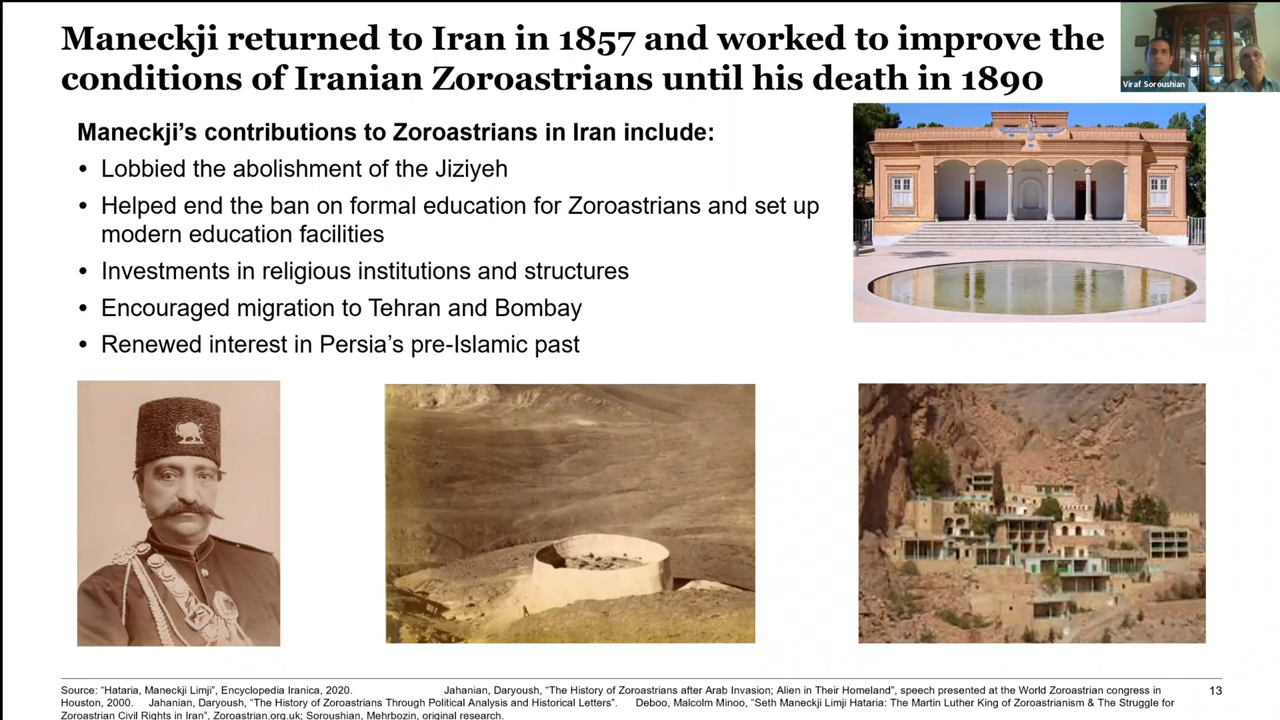 Maneckji returned to Iran in 1857 and worked to improve the
conditions of Iranian Zoroastrians until his death in 1890
Viraf Soroushian
Maneckji's contributions to Zoroastrians in Iran include:
• Lobbied the abolishment of the Jiziyeh
• Helped end the ban on formal education for Zoroastrians and set up
modern education facilities
• Investments in religious institutions and structures
• Encouraged migration to Tehran and Bombay
• Renewed interest in Persia's pre-Islamic past
Source: "Hataria, Maneckji Limji", Encyclopedia Iranica, 2020. Jahanian, Daryoush, "The History of Zoroastrians after Arab Invasion; Alien in Their Homeland", speech presented at the World Zoroastrian congress in
Houston, 2000. Jahanian, Daryoush, "The History of Zoroastrians Through Political Analysis and Historical Letters". Deboo, Malcolm Minoo, "Seth Maneckji Limji Hataria: The Martin Luther King of Zoroastrianism & The Struggle for
Zoroastrian Civil Rights in Iran", Zoroastrian.org.uk; Soroushian, Mehrbozin, original research.
13